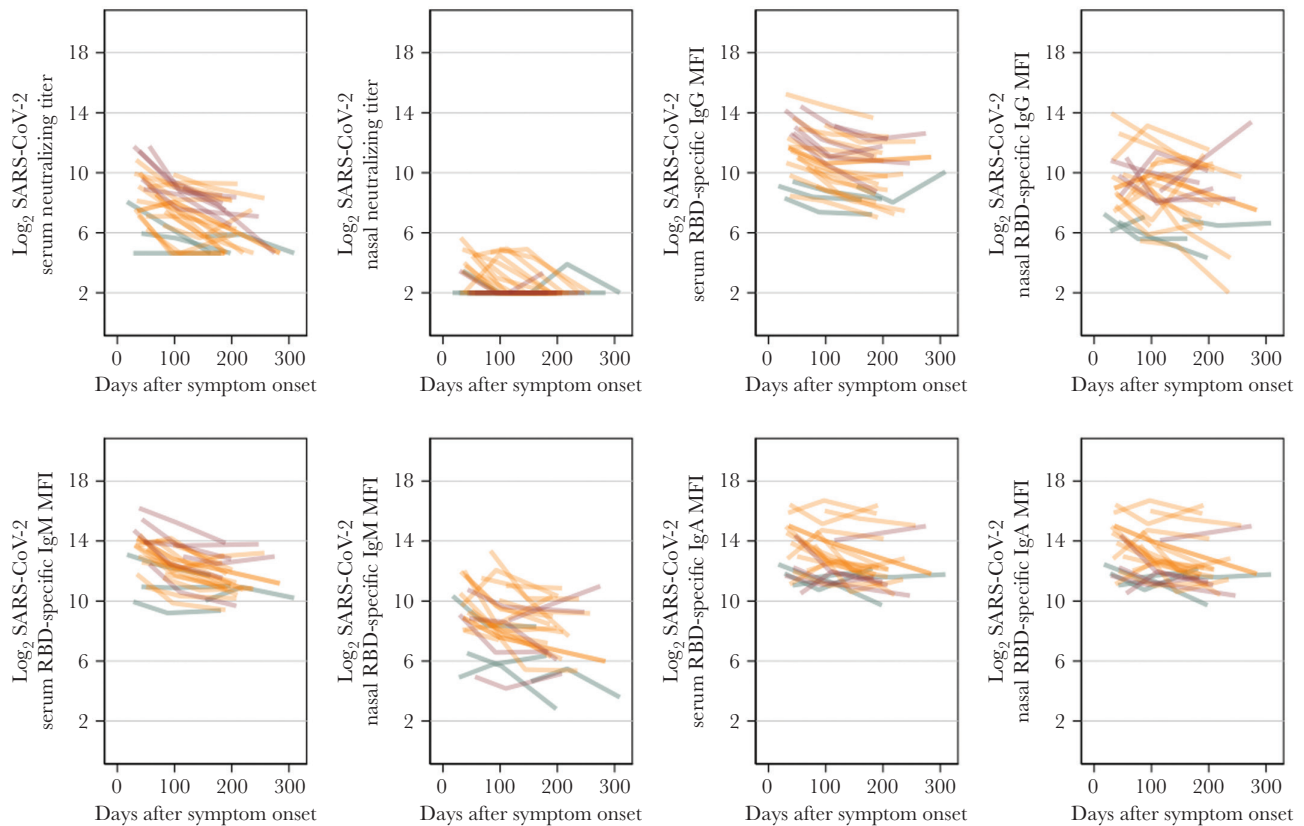 Log2 SARS-CoV-2
serum neutralizing titer
18
14
10
6
2
0 100 200 300
Days after symptom onset
Log2 SARS-CoV-2
nasal neutralizing titer
18
14
10
6
2
0 100 200 300
Days after symptom onset
Log2 SARS-CoV-2
serum RBD-specific IgG MFI
18
14
10
6
2
0 100 200 300
Days after symptom onset
Log2 SARS-CoV-2
nasal RBD-specific IgG MFI
18
14
10
6
2
0 100 200 300
Days after symptom onset
Log2 SARS-CoV-2
serum RBD-specific IgM MFI
18
14
10
6
2
0 100 200 300
Days after symptom onset
Log2 SARS-CoV-2
nasal RBD-specific IgM MFI
18
14
10
6
2
0 100 200 300
Days after symptom onset
Log2 SARS-CoV-2
serum RBD-specific IgA MFI
18
14
10
6
2
0 100 200 300
Days after symptom onset
Log2 SARS-CoV-2
nasal RBD-specific IgA MFI
18
14
10
6
2
0 100 200 300
Days after symptom onset